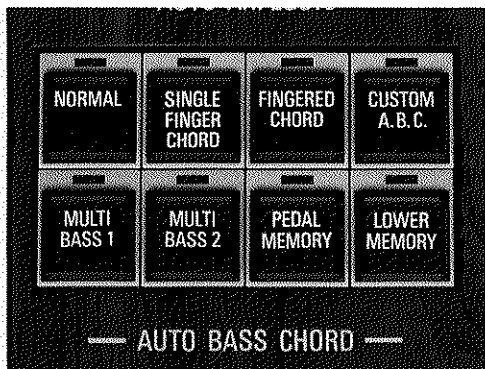 NORMAL
SINGLE
FINGER
CHORD
FINGERED
CHORD
CUSTOM
A.B.C.
MULTI
BASS 1
MULTI
BASS 2
PEDAL
MEMORY
LOWER
MEMORY
AUTO BASS CHORD